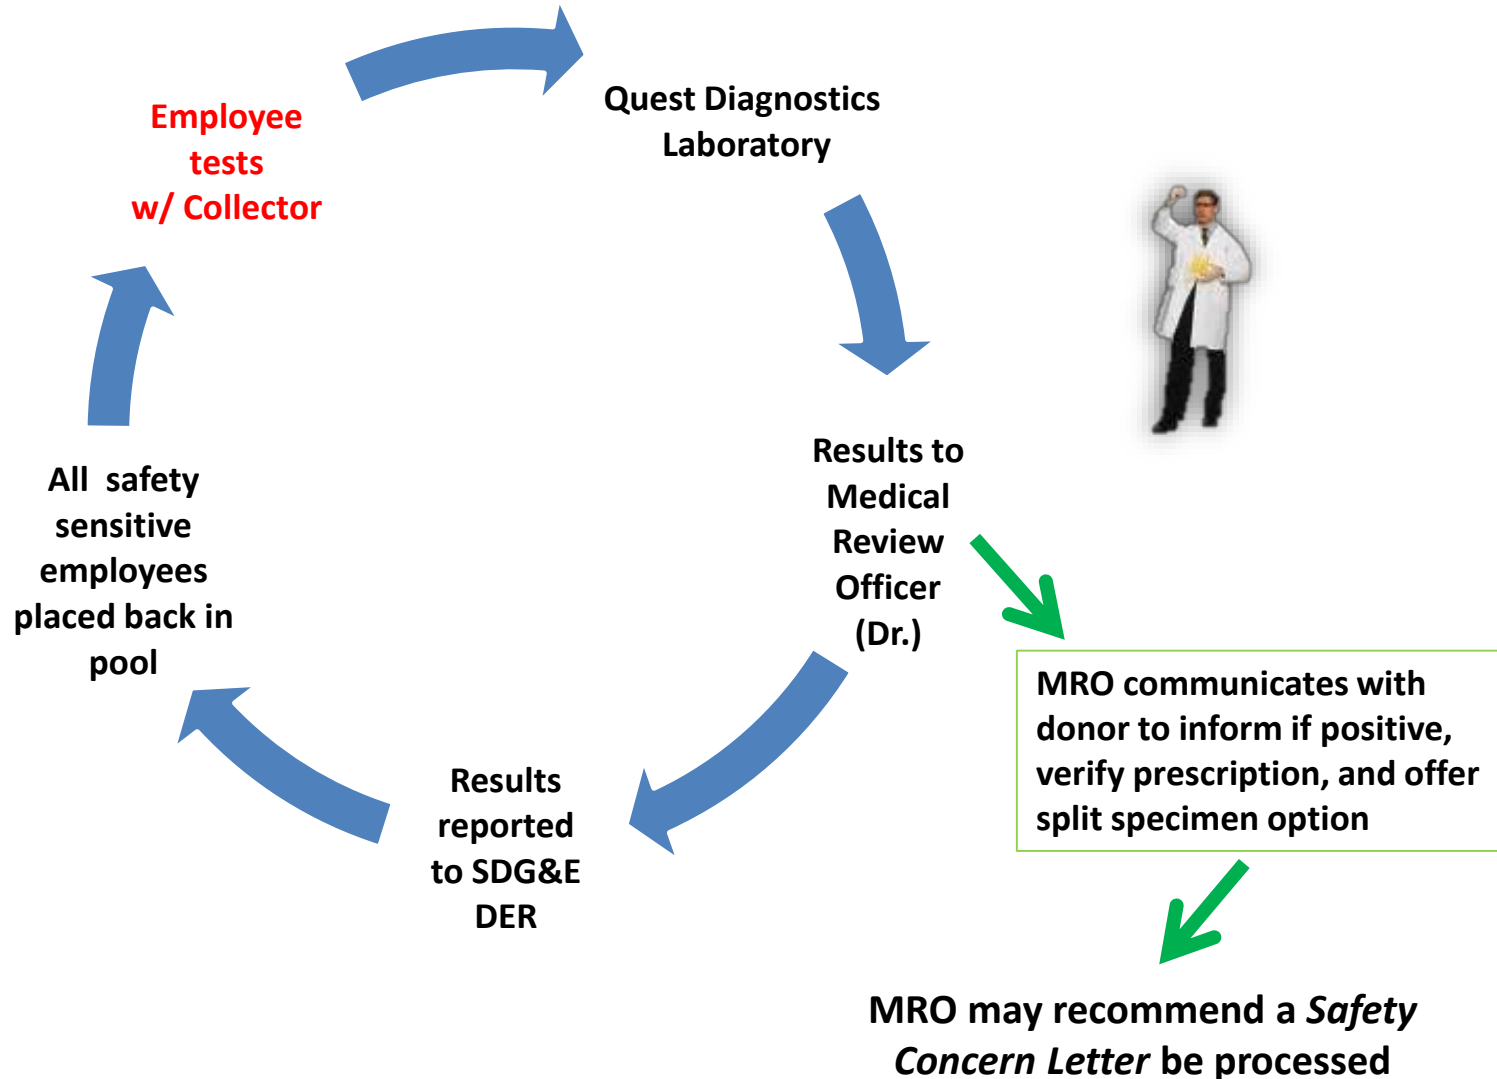 Employee
tests
w/ Collector
Quest Diagnostics
Laboratory
Results to
Medical
Review
Officer
(Dr.)
MRO communicates with
donor to inform if positive,
verify prescription, and offer
split specimen option
MRO may recommend a Safety
Concern Letter be processed
Results
reported
to SDG&E
DER
All safety
sensitive
employees
placed back in
pool